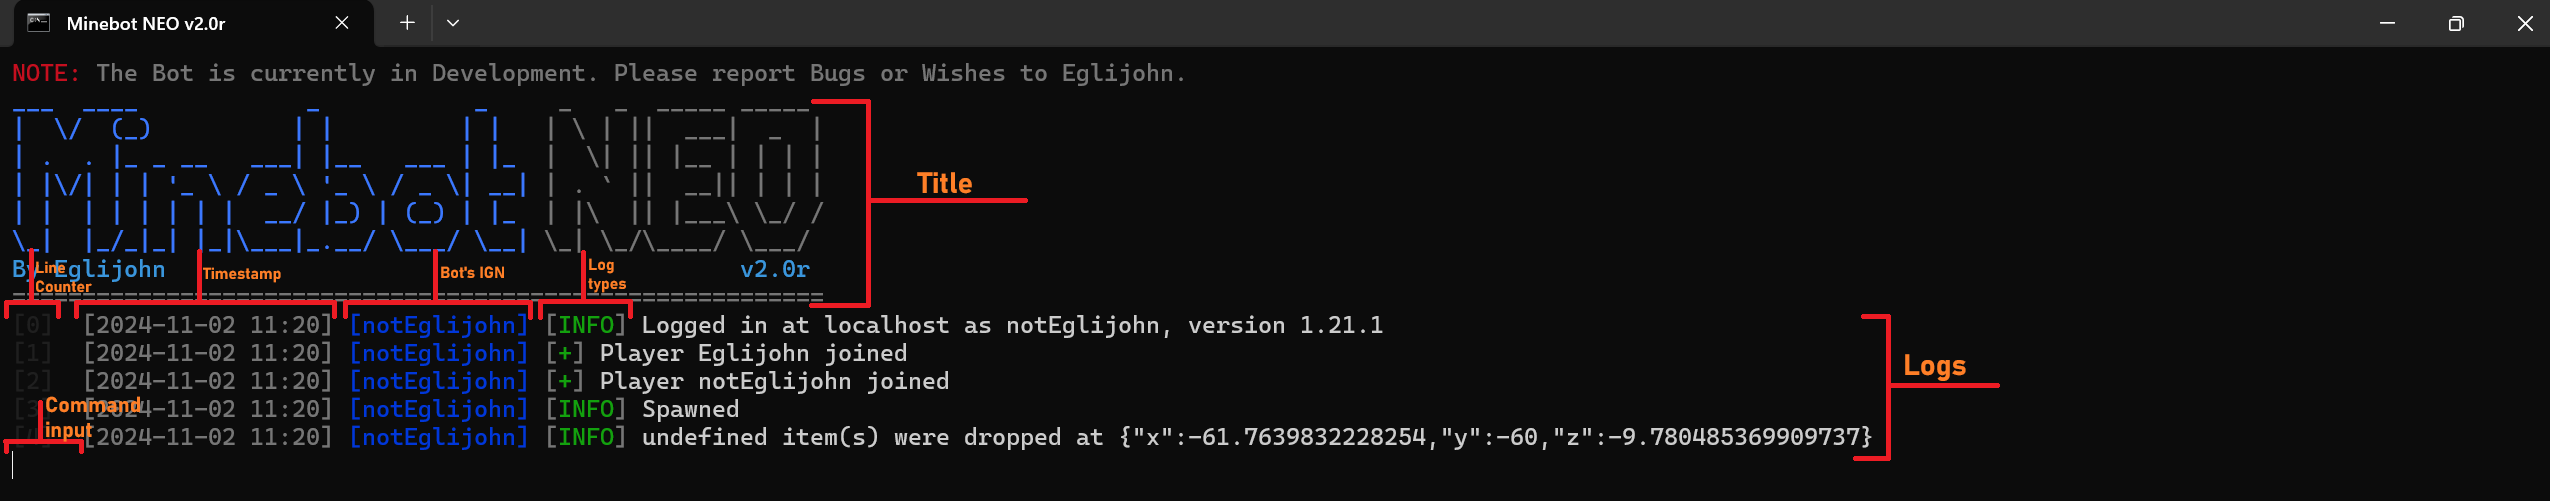 Minebot NEO v2.0r
NOTE: The Bot is currently in Development. Please report Bugs or Wishes to Eglijohn.
Minebot NEO
Title
By Eglijohn v2.0r
Line Counter
Timestamp
Bot's IGN
Log types
[0] [2024-11-02 11:20] [notEglijohn] [INFO] Logged in at localhost as notEglijohn, version 1.21.1
[1] [2024-11-02 11:20] [notEglijohn] [+] Player Eglijohn joined
[2] [2024-11-02 11:20] [notEglijohn] [+] Player notEglijohn joined
Logs
[3] [2024-11-02 11:20] [notEglijohn] [INFO] Spawned
Command input
[4] [2024-11-02 11:20] [notEglijohn] [INFO] undefined item(s) were dropped at {"x":-61.7639832228254,"y":-60,"z":-9.780485369909737}